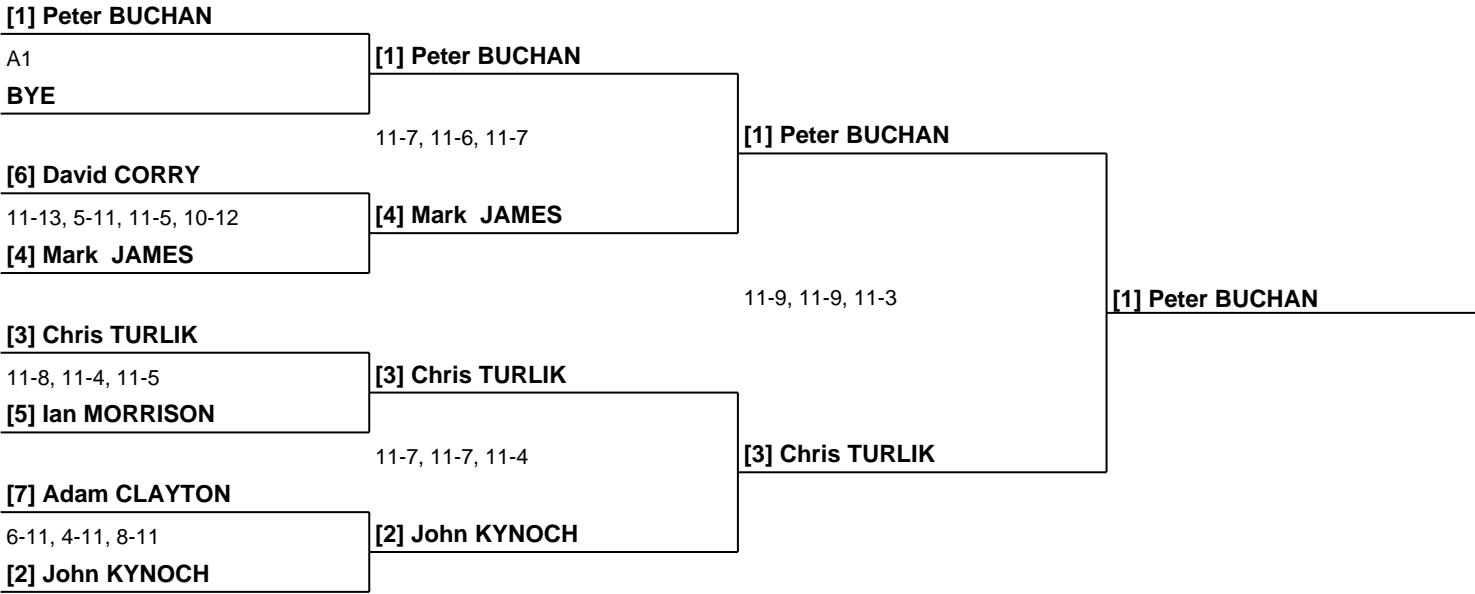 [1] Peter BUCHAN
A1
BYE
[1] Peter BUCHAN
11-7, 11-6, 11-7
[6] David CORRY
11-13, 5-11, 11-5, 10-12
[4] Mark  JAMES
[4] Mark  JAMES
[1] Peter BUCHAN
11-9, 11-9, 11-3
[1] Peter BUCHAN
[3] Chris TURLIK
11-8, 11-4, 11-5
[5] Ian MORRISON
[3] Chris TURLIK
11-7, 11-7, 11-4
[3] Chris TURLIK
[7] Adam CLAYTON
6-11, 4-11, 8-11
[2] John KYNOCH
[2] John KYNOCH